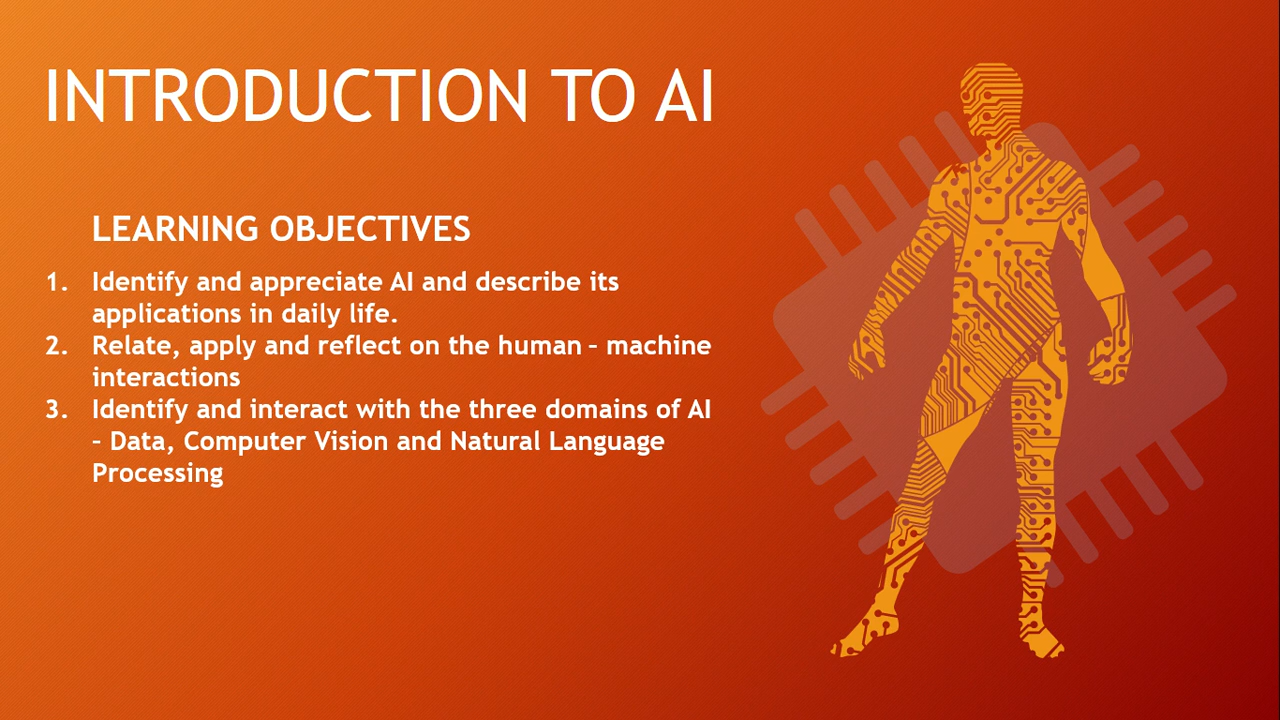 INTRODUCTION TO AI
LEARNING OBJECTIVES
1. Identify and appreciate AI and describe its
applications in daily life.
2. Relate, apply and reflect on the human – machine
interactions
3. Identify and interact with the three domains of AI
– Data, Computer Vision and Natural Language
Processing